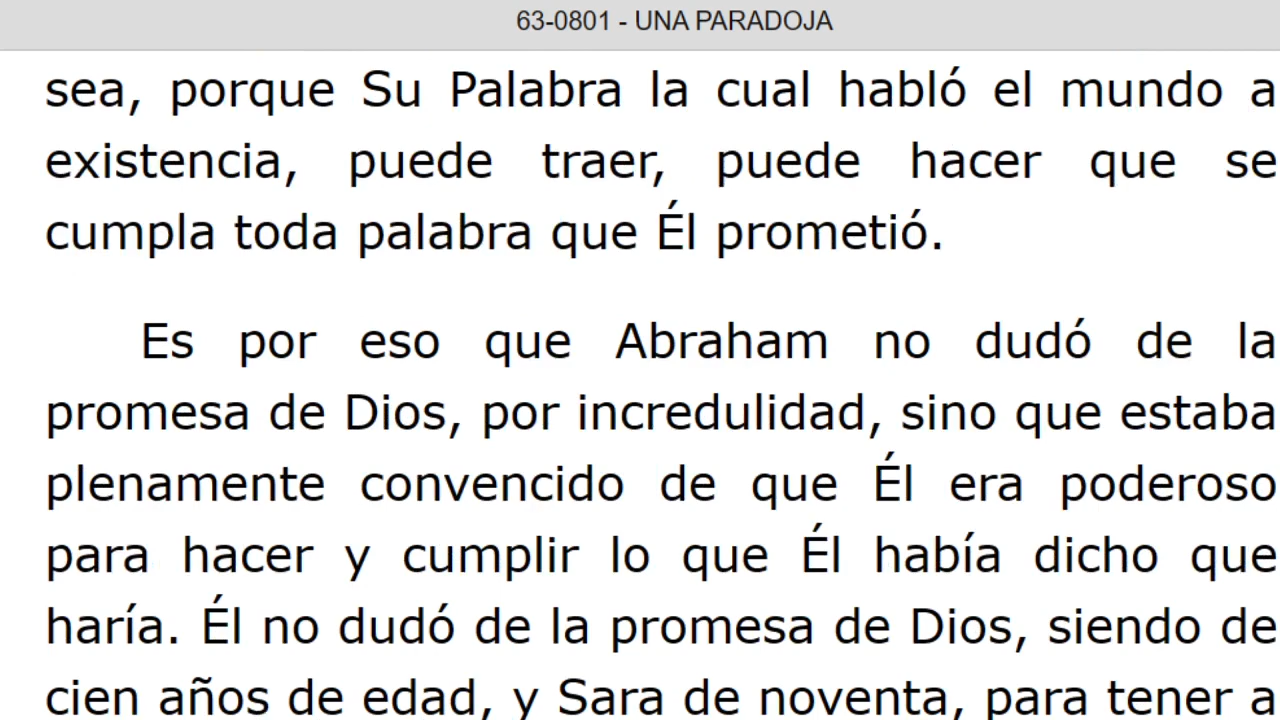 63-0801 - UNA PARADOJA
sea, porque Su Palabra la cual habló el mundo a
existencia, puede traer, puede hacer que se
cumpla toda palabra que Él prometió.
Es por eso que Abraham no dudó de la
promesa de Dios, por incredulidad, sino que estaba
plenamente convencido de que Él era poderoso
para hacer y cumplir lo que Él había dicho que
haría. Él no dudó de la promesa de Dios, siendo de
cien años de edad, y Sara de noventa, para tener a